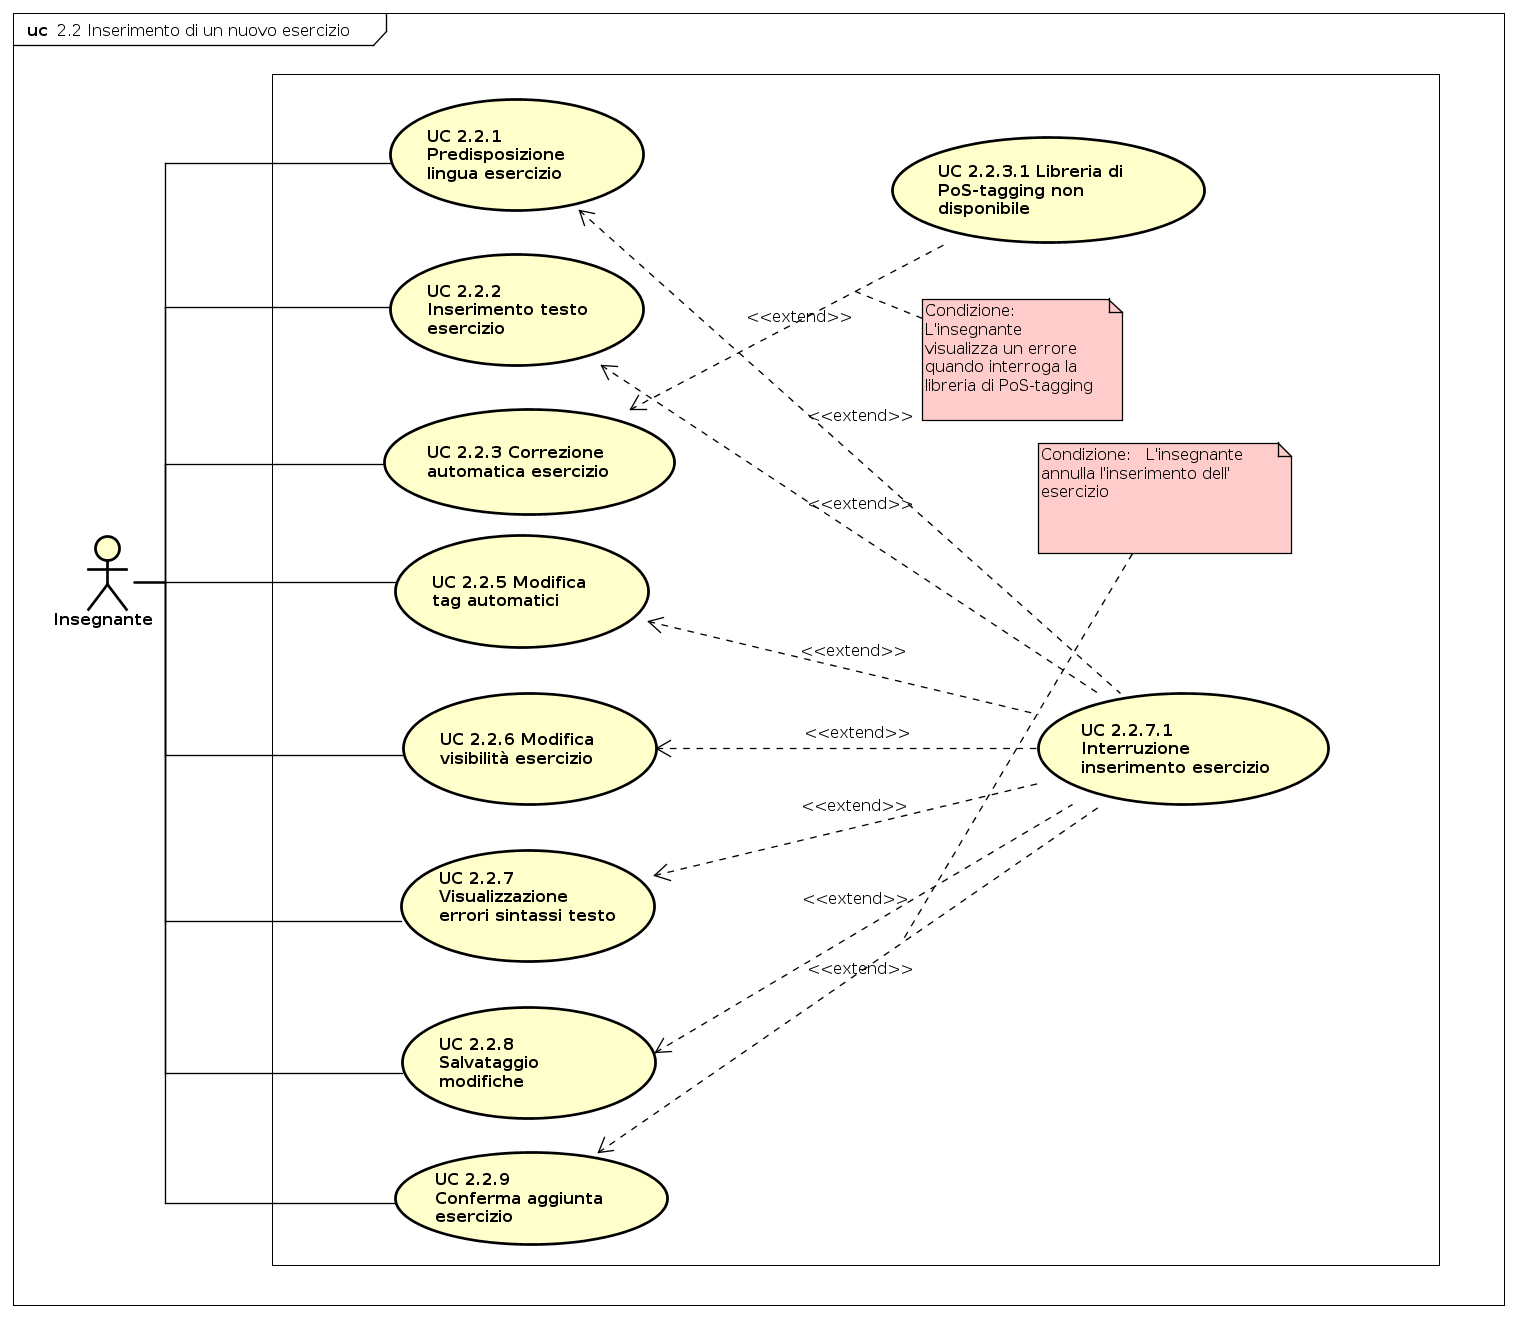 uc 2.2 Inserimento di un nuovo esercizio
UC 2.2.1
Predisposizione
lingua esercizio
UC 2.2.3.1 Libreria di
PoS-tagging non
disponibile
UC 2.2.2
Inserimento testo
esercizio
<<extend>>
Condizione:
L'insegnante
visualizza un errore
quando interroga la
libreria di PoS-tagging
<<extend>>
UC 2.2.3 Correzione
automatica esercizio
Condizione:   L'insegnante
annulla l'inserimento dell'
esercizio
<<extend>>
UC 2.2.5 Modifica
tag automatici
Insegnante
<<extend>>
UC 2.2.6 Modifica
visibilità esercizio
<<extend>>
UC 2.2.7.1
Interruzione
inserimento esercizio
<<extend>>
UC 2.2.7
Visualizzazione
errori sintassi testo
<<extend>>
<<extend>>
UC 2.2.8
Salvataggio
modifiche
UC 2.2.9
Conferma aggiunta
esercizio